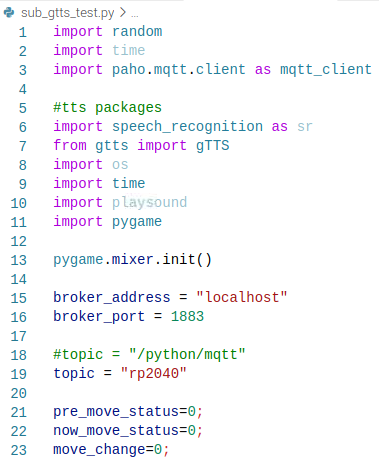 sub_gtts_test.py > ...
1 import random
2 import time
3 import paho.mqtt.client as mqtt_client
4
5 #tts packages
6 import speech_recognition as sr
7 from gtts import gTTS
8 import os
9 import time
10 import playsound
11 import pygame
12
13 pygame.mixer.init()
14
15 broker_address = "localhost"
16 broker_port = 1883
17
18 #topic = "/python/mqtt"
19 topic = "rp2040"
20
21 pre_move_status=0;
22 now_move_status=0;
23 move_change=0;